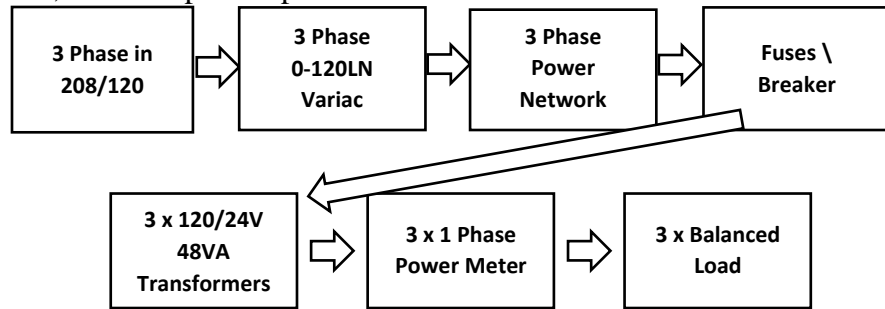 3 Phase in
208/120
3 Phase
0-120LN
Variac
3 Phase
Power
Network
Fuses \
Breaker
3 x 120/24V
48VA
Transformers
3 x 1 Phase
Power Meter
3 x Balanced
Load